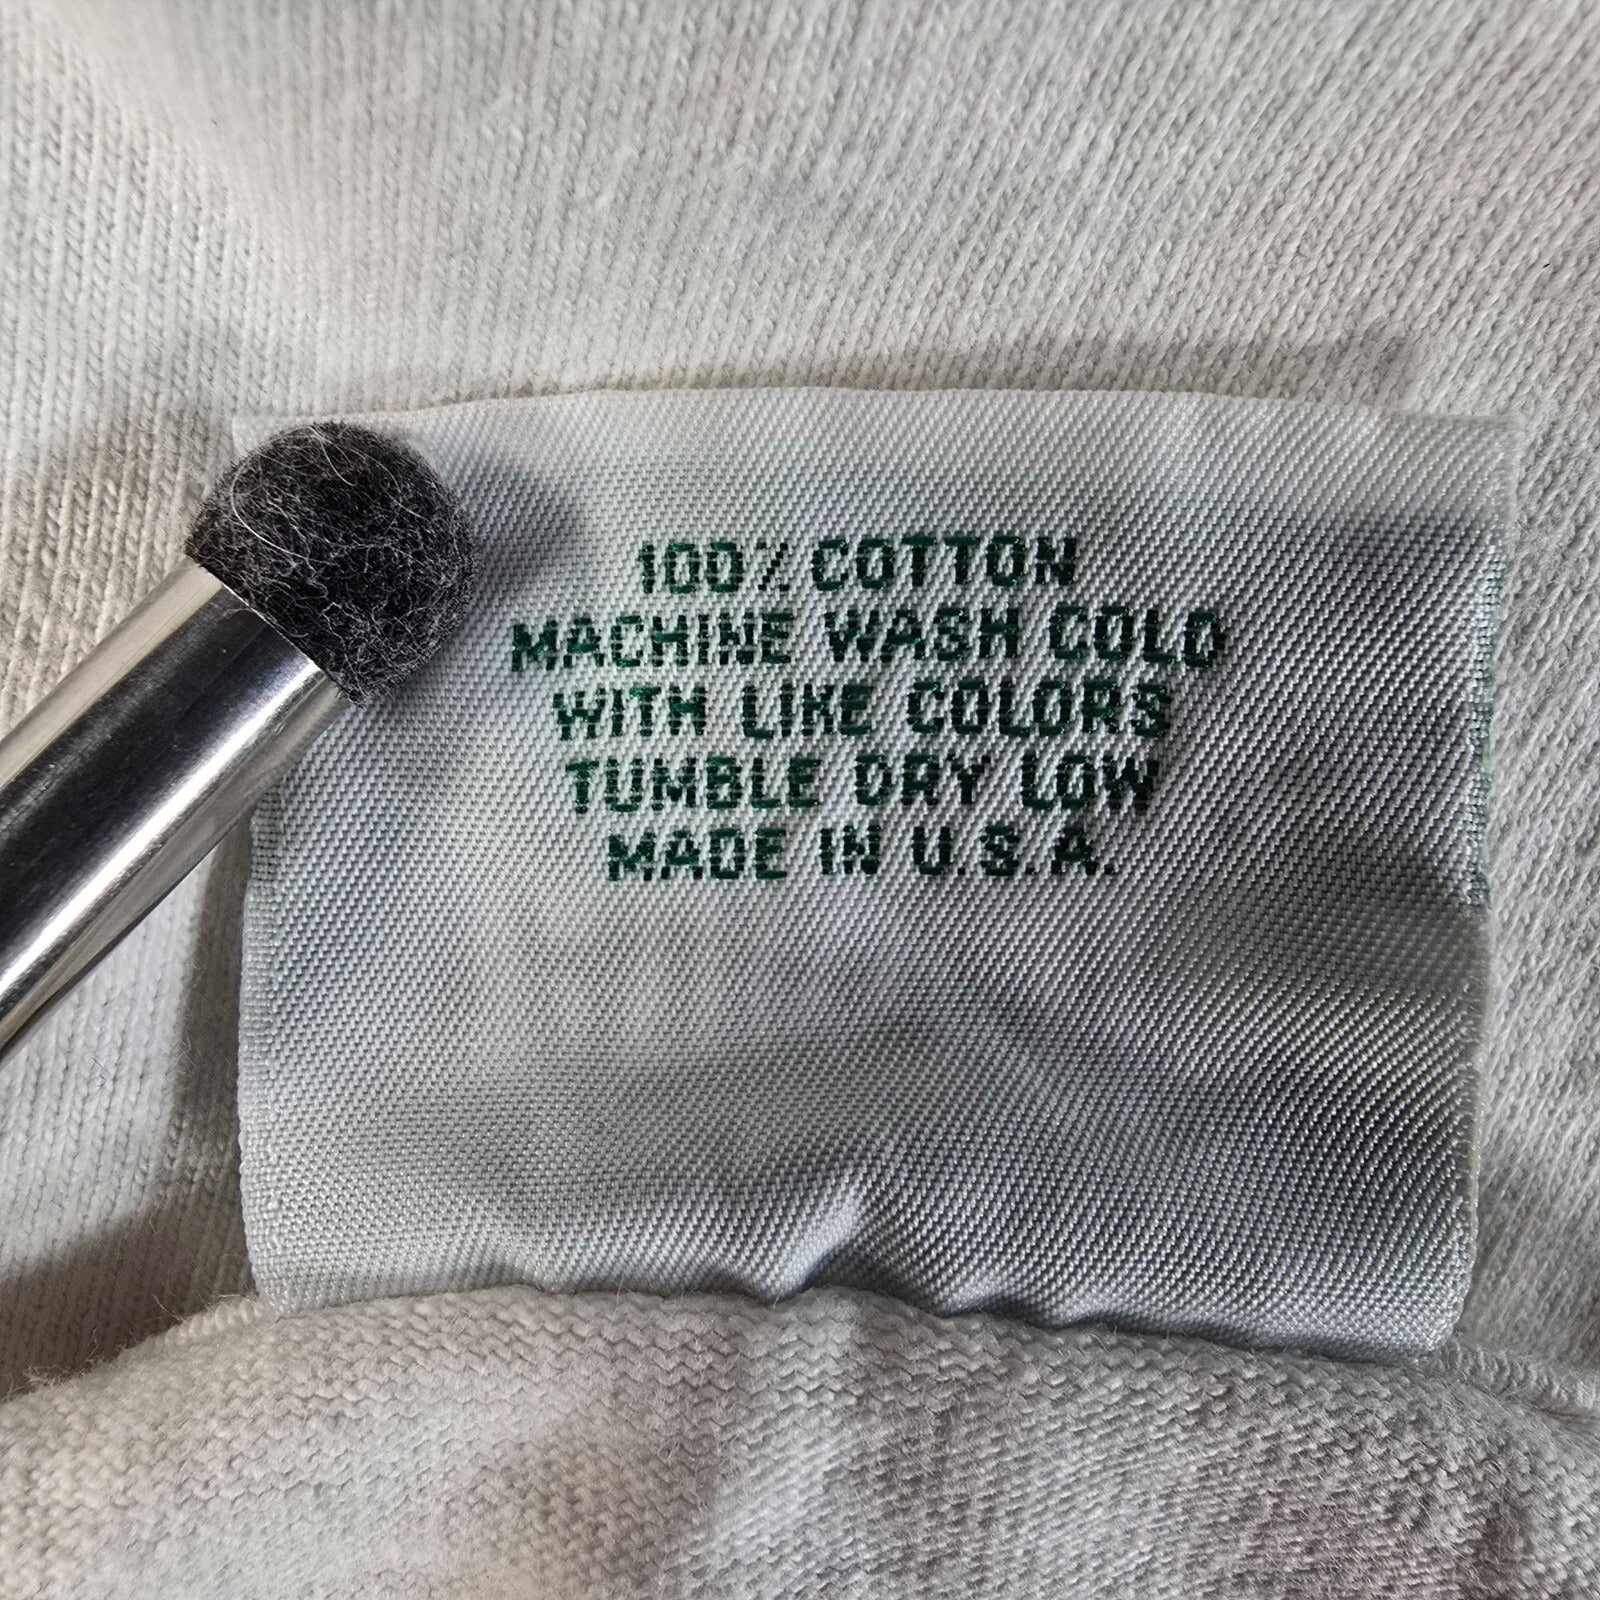 100% COTTON
MACHINE WASH COLD
WITH LIKE COLORS
TUMBLE DRY LOW
MADE IN U.S.A.